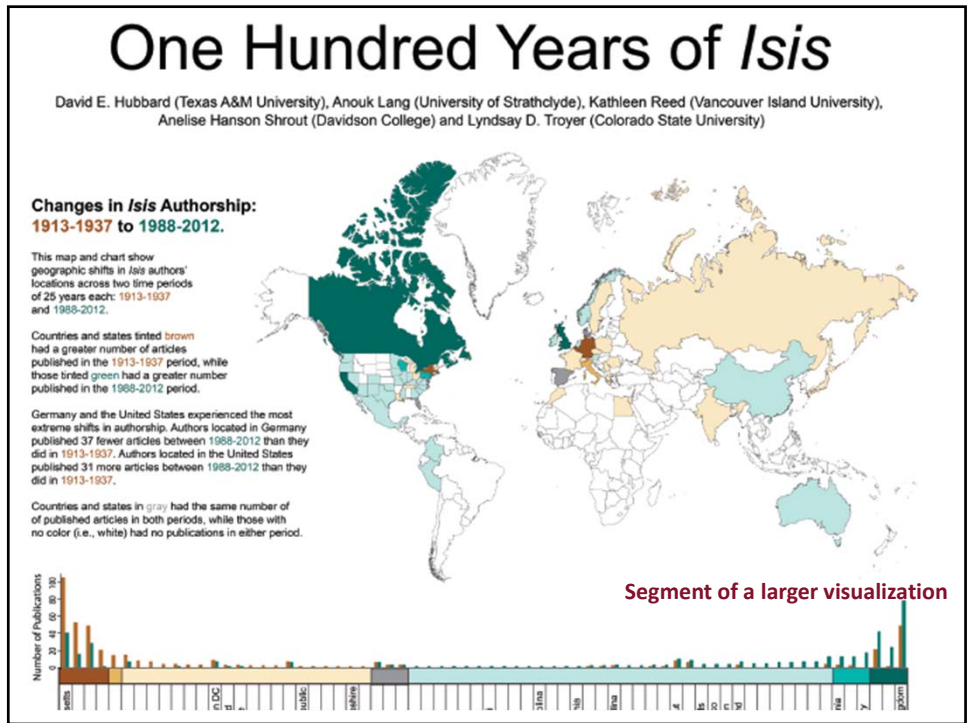 One Hundred Years of Isis
David E. Hubbard (Texas A&M University), Anouk Lang (University of Strathclyde), Kathleen Reed (Vancouver Island University),
Anelise Hanson Shrout (Davidson College) and Lyndsay D. Troyer (Colorado State University)
Changes in Isis Authorship:
1913-1937 to 1988-2012.
This map and chart show
geographic shifts in Isis authors'
locations across two time periods
of 25 years each: 1913-1937
and 1988-2012.
Countries and states tinted brown
had a greater number of articles
published in the 1913-1937 period, while
those tinted green had a greater number
published in the 1988-2012 period.
Germany and the United States experienced the most
extreme shifts in authorship. Authors located in Germany
published 37 fewer articles between 1988-2012 than they
did in 1913-1937. Authors located in the United States
published 31 more articles between 1988-2012 than they
did in 1913-1937.
Countries and states in gray had the same number of
of published articles in both periods, while those with
no color (i.e., white) had no publications in either period.
Segment of a larger visualization
Number of Publications
100
80
60
40
20
0